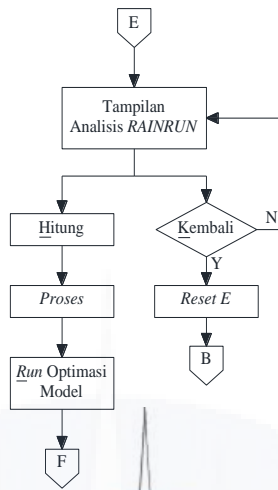 E
Tampilan
Analisis RAINRUN
Hitung
Kembali
N
Y
Proses
Reset E
Run Optimasi
Model
B
F